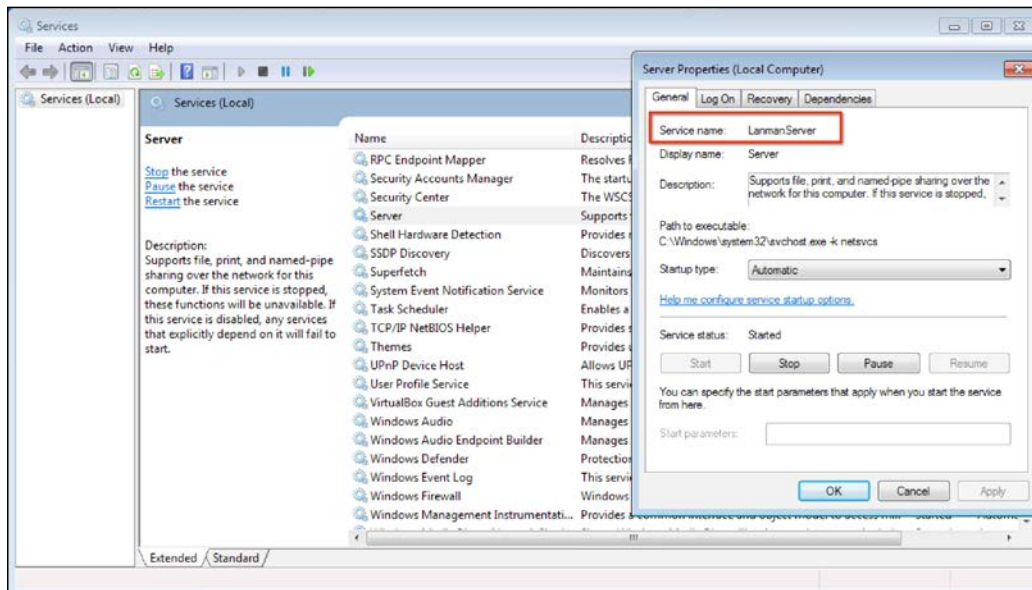 Services
File Action View Help
Services (Local)
Services (Local)
Server
Stop the service
Pause the service
Restart the service
Description:
Supports file, print, and named-pipe
sharing over the network for this
computer. If this service is stopped,
these functions will be unavailable. If
this service is disabled, any services
that explicitly depend on it will fail to
start.
Name
RPC Endpoint Mapper
Resolves
Security Accounts Manager
The startu
Security Center
The WSCS
Server
Supports
Shell Hardware Detection
Provides
SSDP Discovery
Discovers
Superfetch
Maintains
System Event Notification Service
Monitors
Task Scheduler
Enables a
TCP/IP NetBIOS Helper
Provides
Themes
Provides
UPnP Device Host
Allows UP
User Profile Service
This servi
VirtualBox Guest Additions Service
Manages
Windows Audio
Manages
Windows Audio Endpoint Builder
Manages
Windows Defender
Protection
Windows Event Log
This servi
Windows Firewall
Windows
Windows Management Instrumentati...
Provides a
Extended Standard
Server Properties (Local Computer)
General Log On Recovery Dependencies
Service name: LanmanServer
Display name: Server
Description: Supports file, print, and named-pipe sharing over the
network for this computer. If this service is stopped,
Path to executable:
C:\Windows\system32\svchost.exe -k netsvcs
Startup type: Automatic
Help me configure service startup options.
Service status: Started
Start Stop Pause Resume
You can specify the start parameters that apply when you start the service
from here.
Start parameters:
OK Cancel Apply